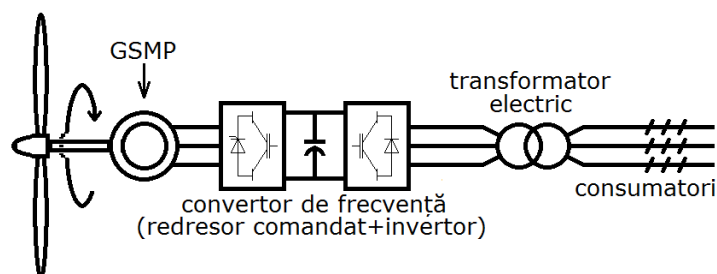 GSMP
transformator
electric
convertor de frecvență
(redresor comandat+invertor)
consumatori